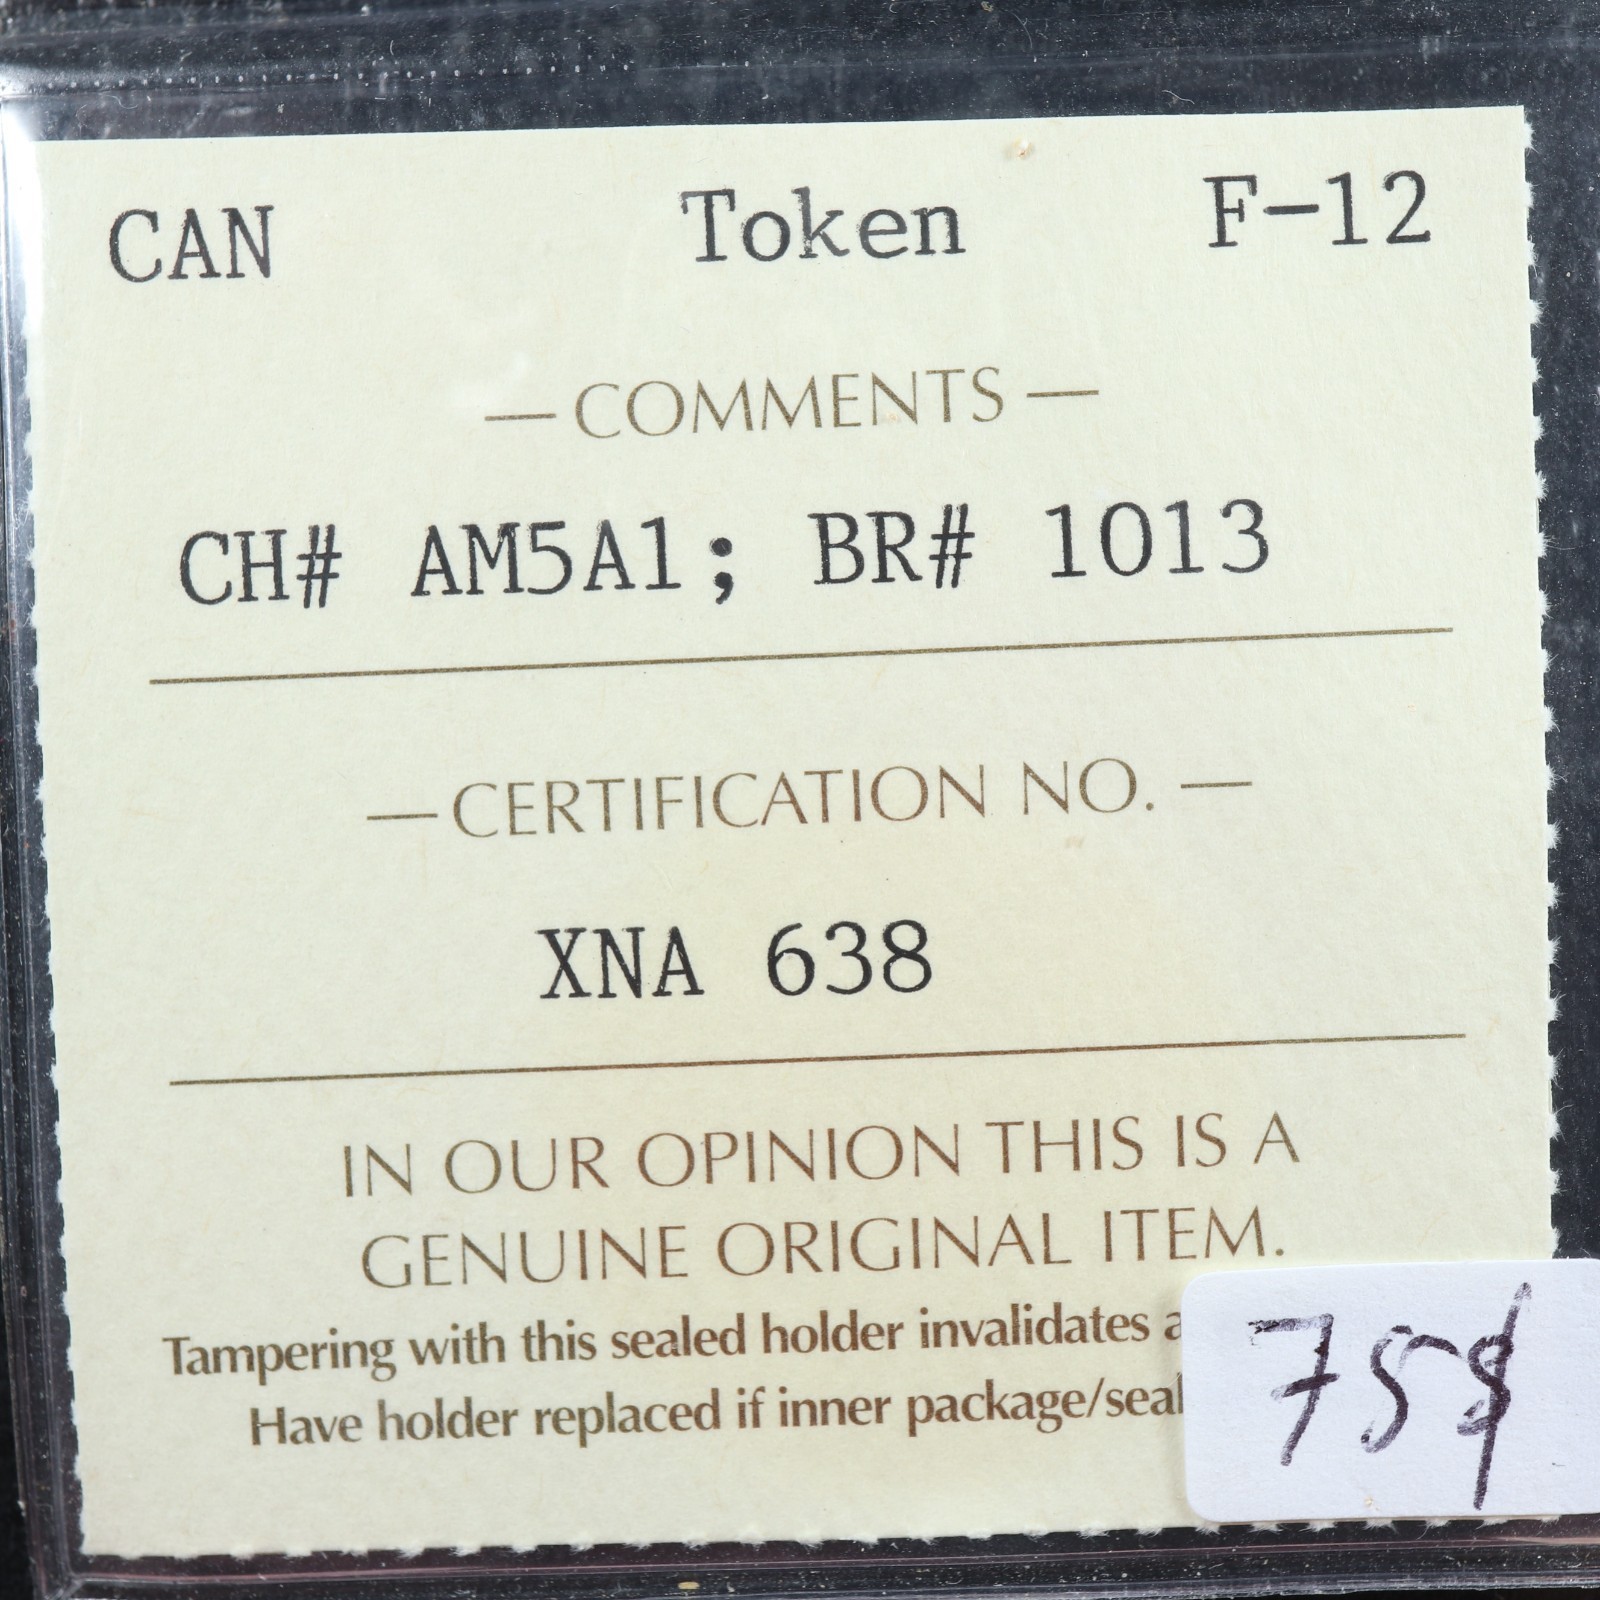 CAN Token F-12
— COMMENTS —
CH# AM5A1; BR# 1013
— CERTIFICATION NO. —
XNA 638
IN OUR OPINION THIS IS A
GENUINE ORIGINAL ITEM.
Tampering with this sealed holder invalidates
Have holder replaced if inner package/seal
75$